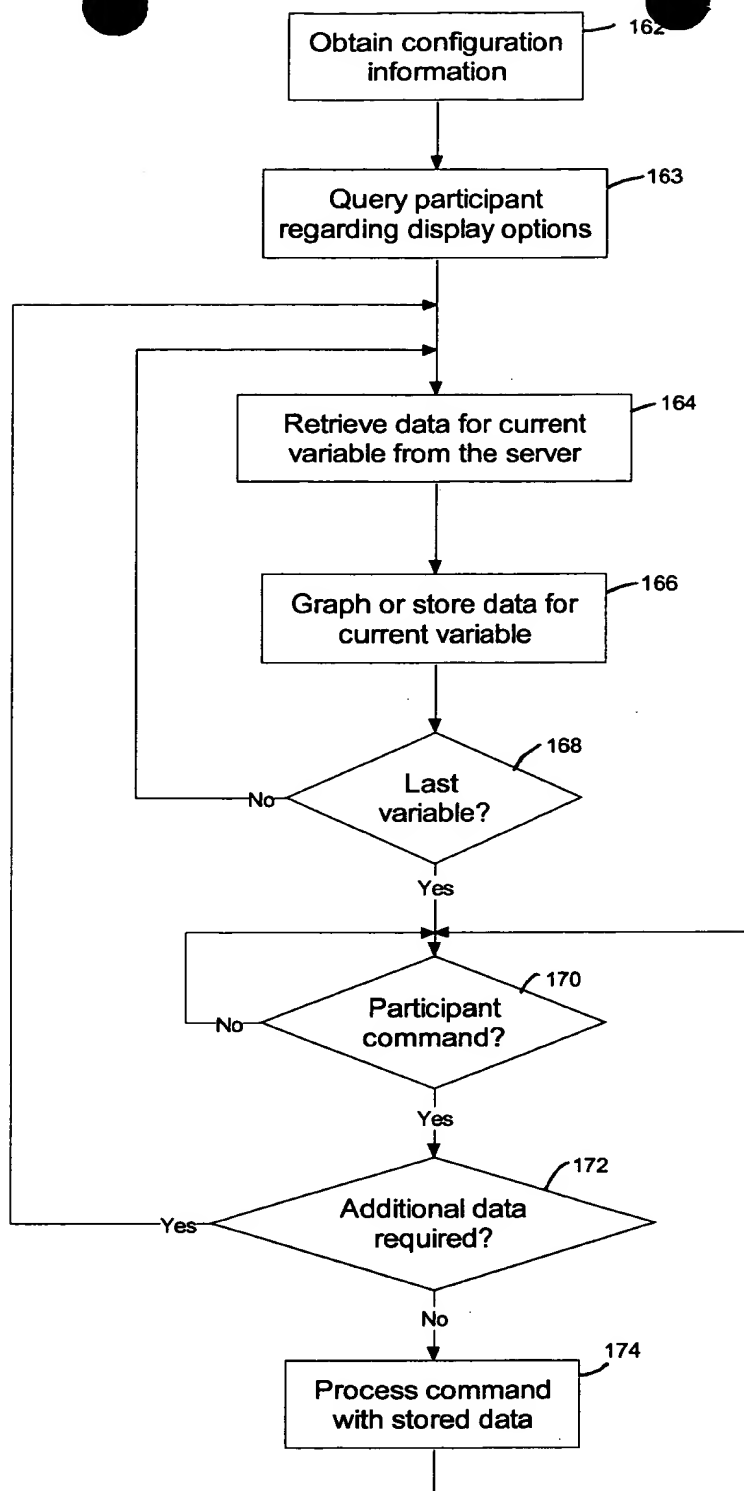 162
Obtain configuration
information
163
Query participant
regarding display options
164
Retrieve data for current
variable from the server
166
Graph or store data for
current variable
168
Last
variable?
No
Yes
170
Participant
command?
No
Yes
172
Additional data
required?
Yes
No
174
Process command
with stored data